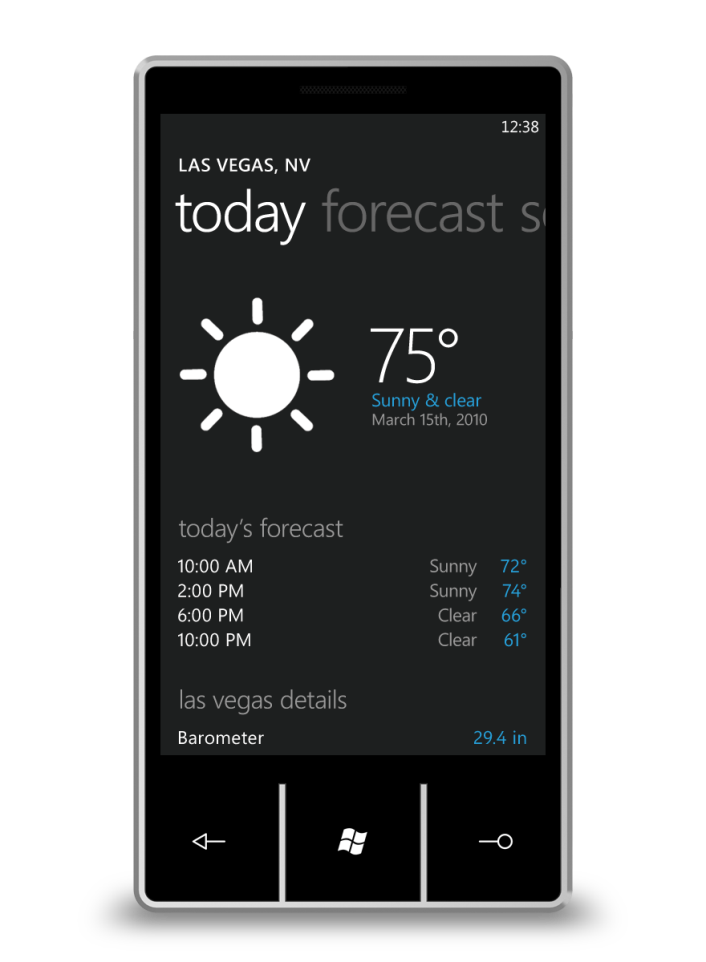 12:38
LAS VEGAS, NV
today forecast
75°
Sunny & clear
March 15th, 2010
today's forecast
10:00 AM Sunny 72°
2:00 PM Sunny 74°
6:00 PM Clear 66°
10:00 PM Clear 61°
las vegas details
Barometer 29.4 in